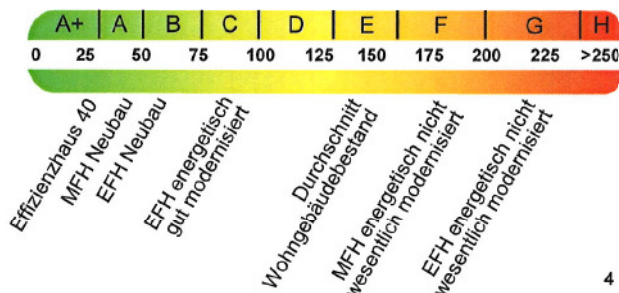 A+ A B C D E F G H
0 25 50 75 100 125 150 175 200 225 >250
Effizienzhaus 40
MFH Neubau
EFH Neubau
EFH energetisch
gut modernisiert
Durchschnitt
Wohngebäudebestand
MFH energetisch nicht
wesentlich modernisiert
EFH energetisch nicht
wesentlich modernisiert
4